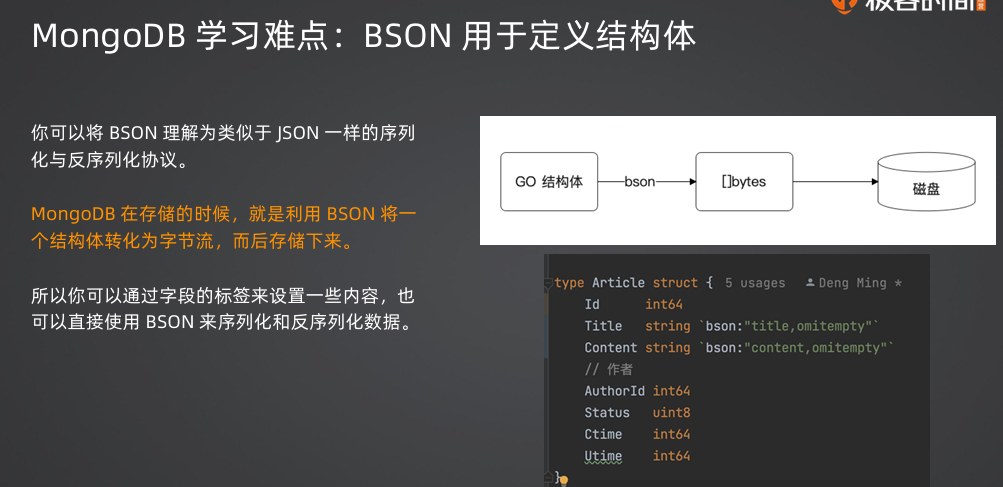 极客时间
MongoDB 学习难点：BSON 用于定义结构体
你可以将 BSON 理解为类似于 JSON 一样的序列
化与反序列化协议。
MongoDB 在存储的时候，就是利用 BSON 将一
个结构体转化为字节流，而后存储下来。
所以你可以通过字段的标签来设置一些内容，也
可以直接使用 BSON 来序列化和反序列化数据。
GO 结构体
bson
[]bytes
磁盘
type Article struct { 5 usages Deng Ming *
Id int64
Title string `bson:"title,omitempty"`
Content string `bson:"content,omitempty"`
// 作者
AuthorId int64
Status uint8
Ctime int64
Utime int64
}